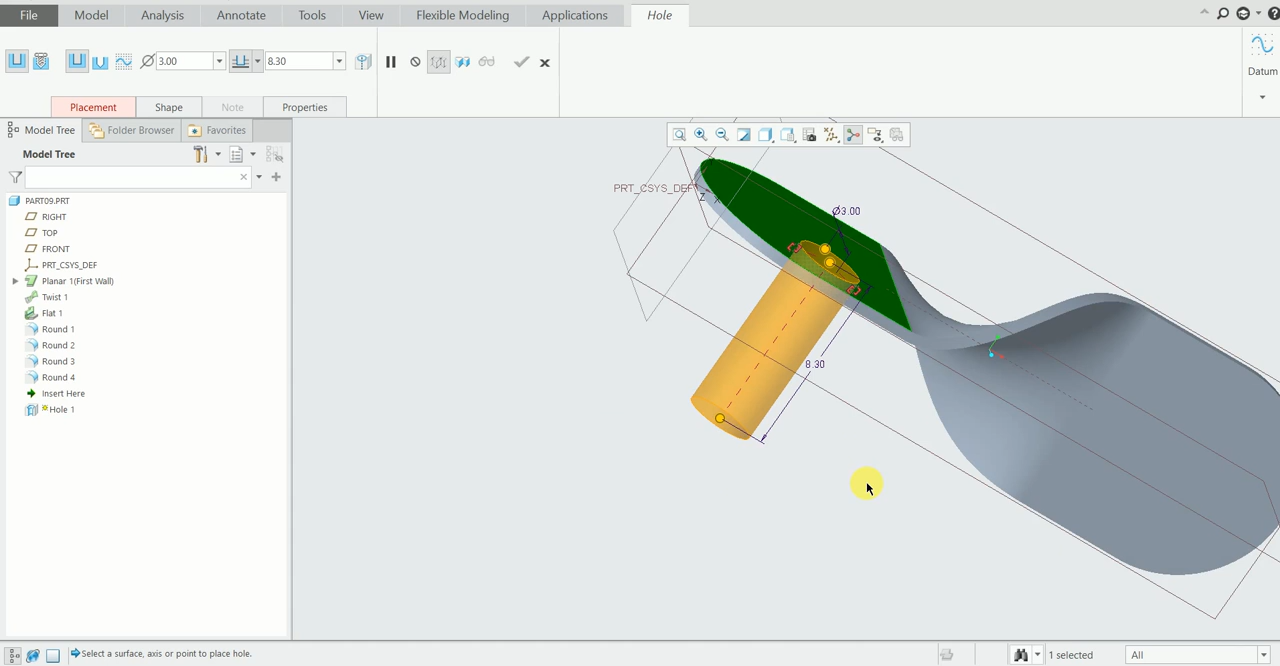 File Model Analysis Annotate Tools View Flexible Modeling Applications Hole
Ø 3.00 8.30
Datum
Placement Shape Note Properties
Model Tree Folder Browser Favorites
Model Tree
PART09.PRT
RIGHT
TOP
FRONT
PRT_CSYS_DEF
Planar 1(First Wall)
Twist 1
Flat 1
Round 1
Round 2
Round 3
Round 4
Insert Here
Hole 1
PRT_CSYS_DEF
Z X
Ø3.00
8.30
Select a surface, axis or point to place hole.
1 selected
All